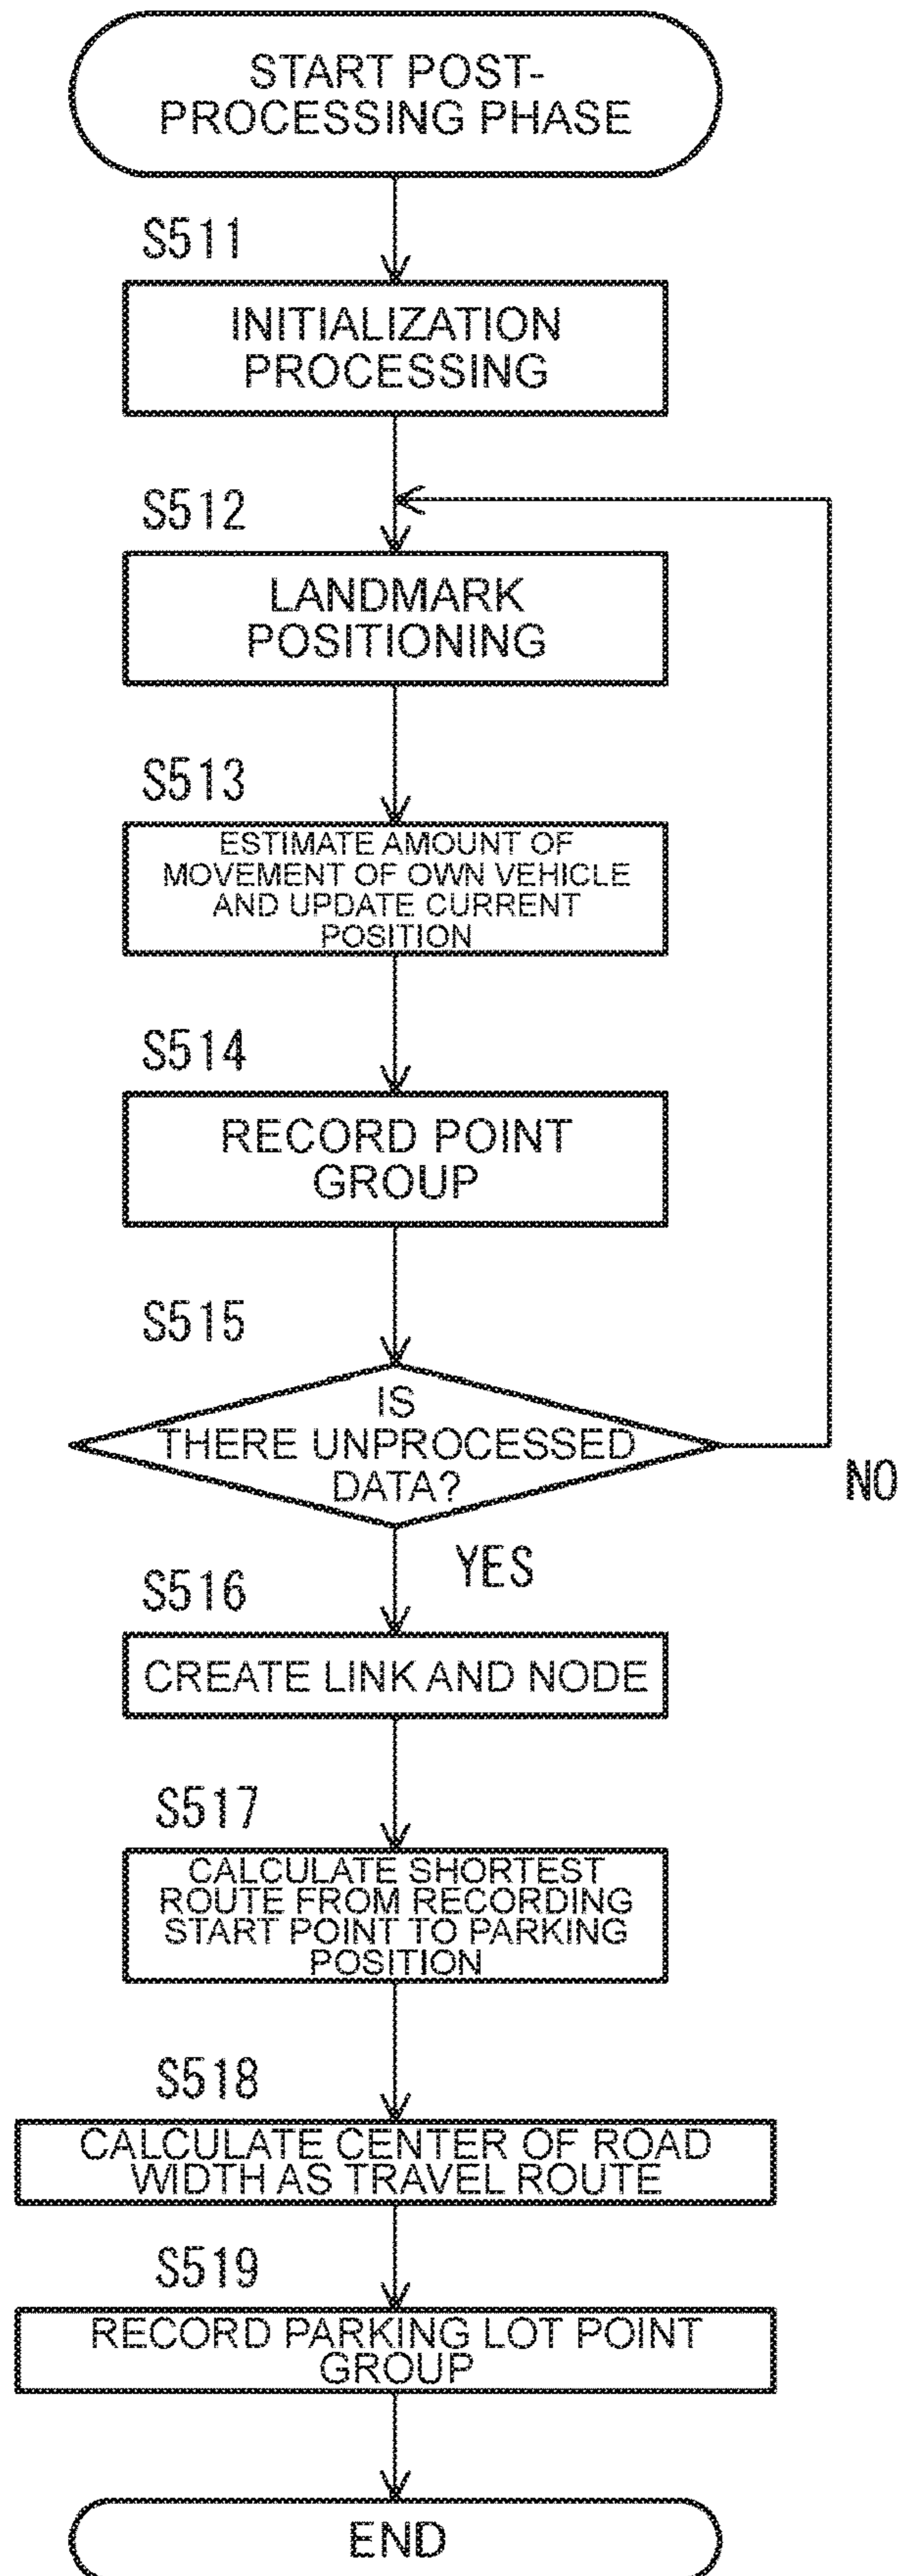 START POST-
PROCESSING PHASE
S511
INITIALIZATION
PROCESSING
S512
LANDMARK
POSITIONING
S513
ESTIMATE AMOUNT OF
MOVEMENT OF OWN VEHICLE
AND UPDATE CURRENT
POSITION
S514
RECORD POINT
GROUP
S515
IS
THERE UNPROCESSED
DATA?
NO
YES
S516
CREATE LINK AND NODE
S517
CALCULATE SHORTEST
ROUTE FROM RECORDING
START POINT TO PARKING
POSITION
S518
CALCULATE CENTER OF ROAD
WIDTH AS TRAVEL ROUTE
S519
RECORD PARKING LOT POINT
GROUP
END